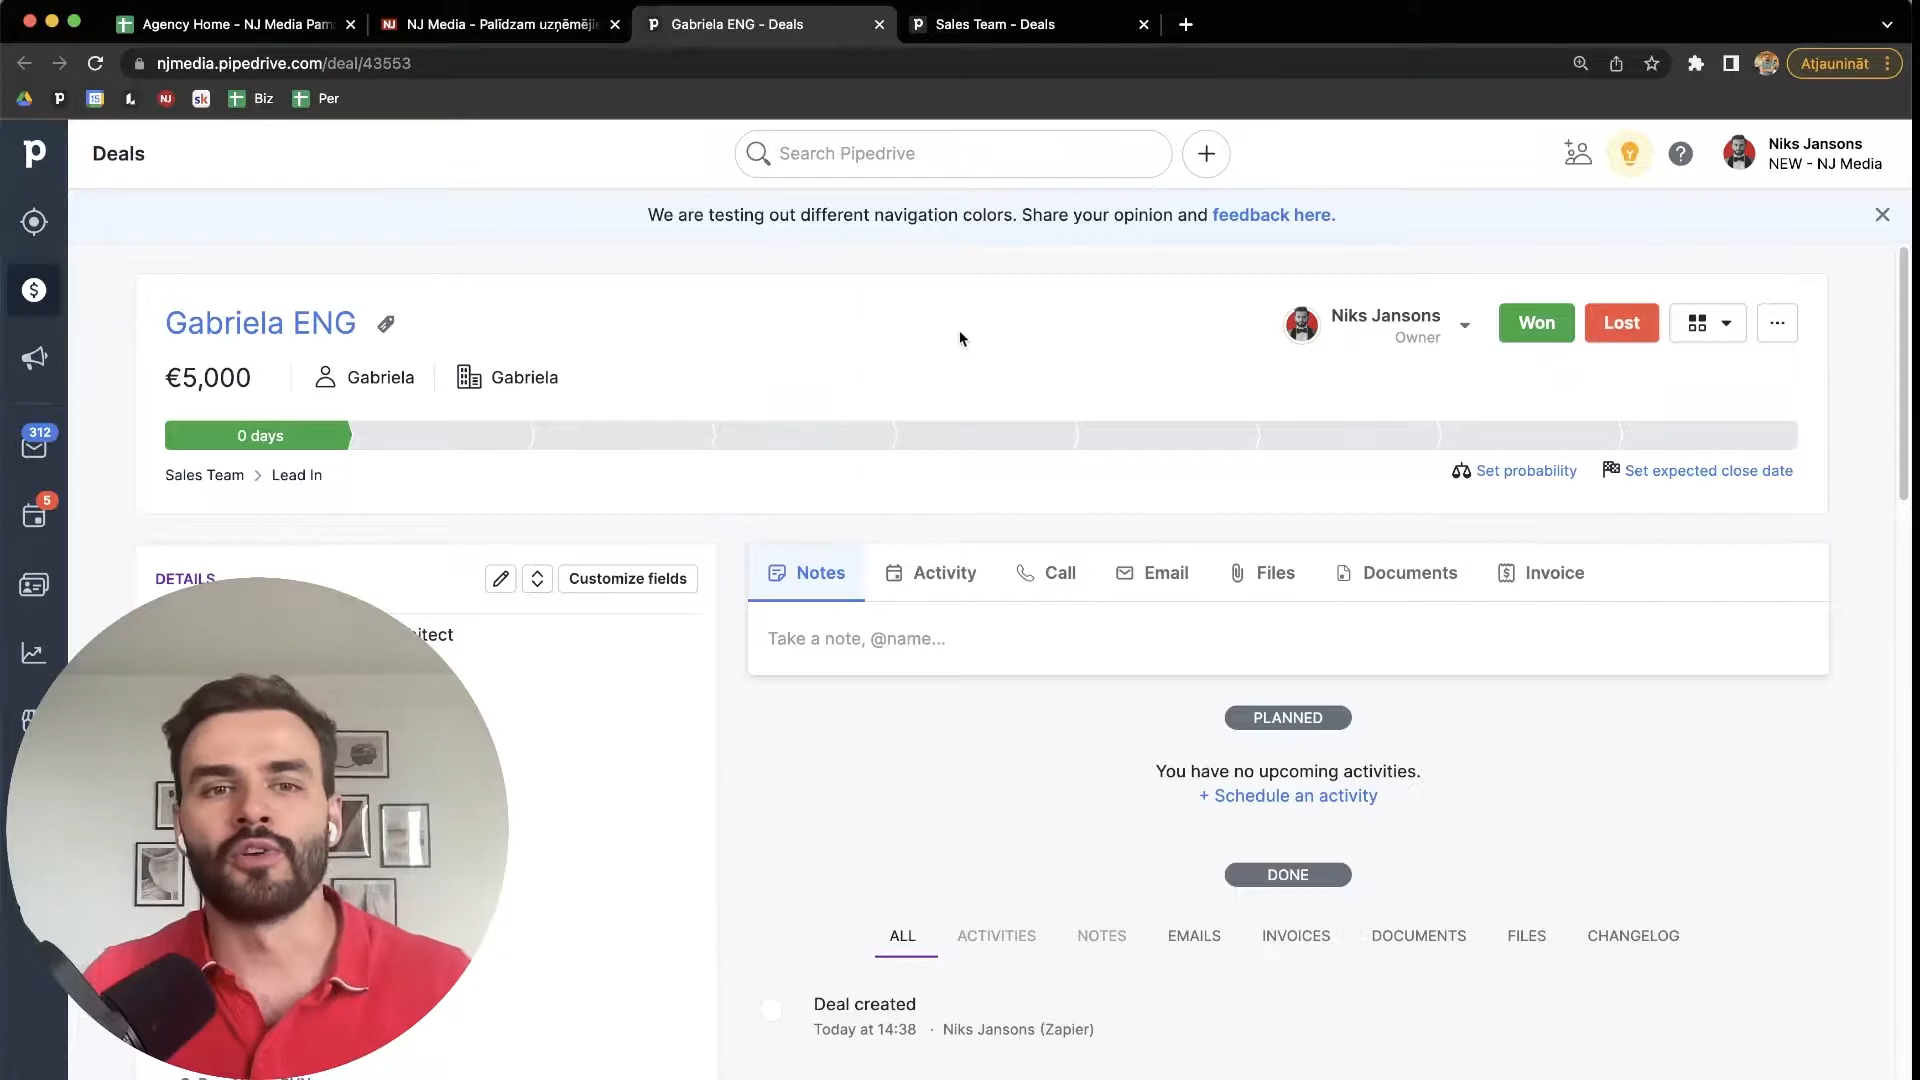 Agency Home - NJ Media Pam
NJ Media - Palīdzam uzņēmēji
Gabriela ENG - Deals
Sales Team - Deals
njmedia.pipedrive.com/deal/43553
Atjaunināt
Biz
Per
Deals
Search Pipedrive
Niks Jansons
NEW - NJ Media
We are testing out different navigation colors. Share your opinion and feedback here.
Gabriela ENG
Niks Jansons
Owner
Won
Lost
€5,000
Gabriela
Gabriela
0 days
Sales Team > Lead In
Set probability
Set expected close date
312
5
DETAILS
Customize fields
hitect
Notes
Activity
Call
Email
Files
Documents
Invoice
Take a note, @name...
PLANNED
You have no upcoming activities.
+ Schedule an activity
DONE
ALL
ACTIVITIES
NOTES
EMAILS
INVOICES
DOCUMENTS
FILES
CHANGELOG
Deal created
Today at 14:38 · Niks Jansons (Zapier)